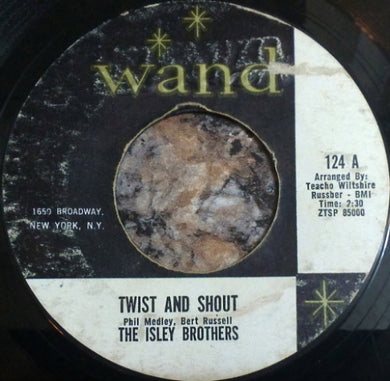 wand
124 A
Arranged By:
Teacho Wiltshire
Russber - BMI
Time: 2:30
ZTSP 85000
1650 BROADWAY.
NEW YORK, N.Y.
TWIST AND SHOUT
Phil Medley, Bert Russell
THE ISLEY BROTHERS